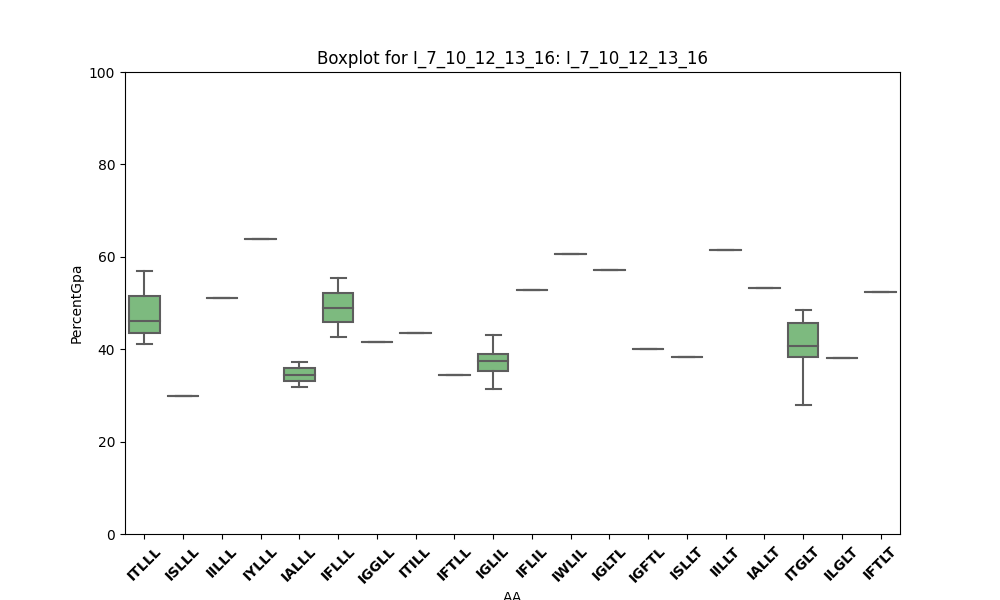 Boxplot for I_7_10_12_13_16: I_7_10_12_13_16
100
80
60
40
20
0
PercentGpa
ITLLL
ISLLL
IILLL
IYLLL
IALLL
IFLLL
IGGLL
ITILL
IFTLL
IGLIL
IFLIL
IWLIL
IGLTL
IGFTL
ISLLT
IILLT
IALLT
ITGLT
ILGLT
IFTLT
AA